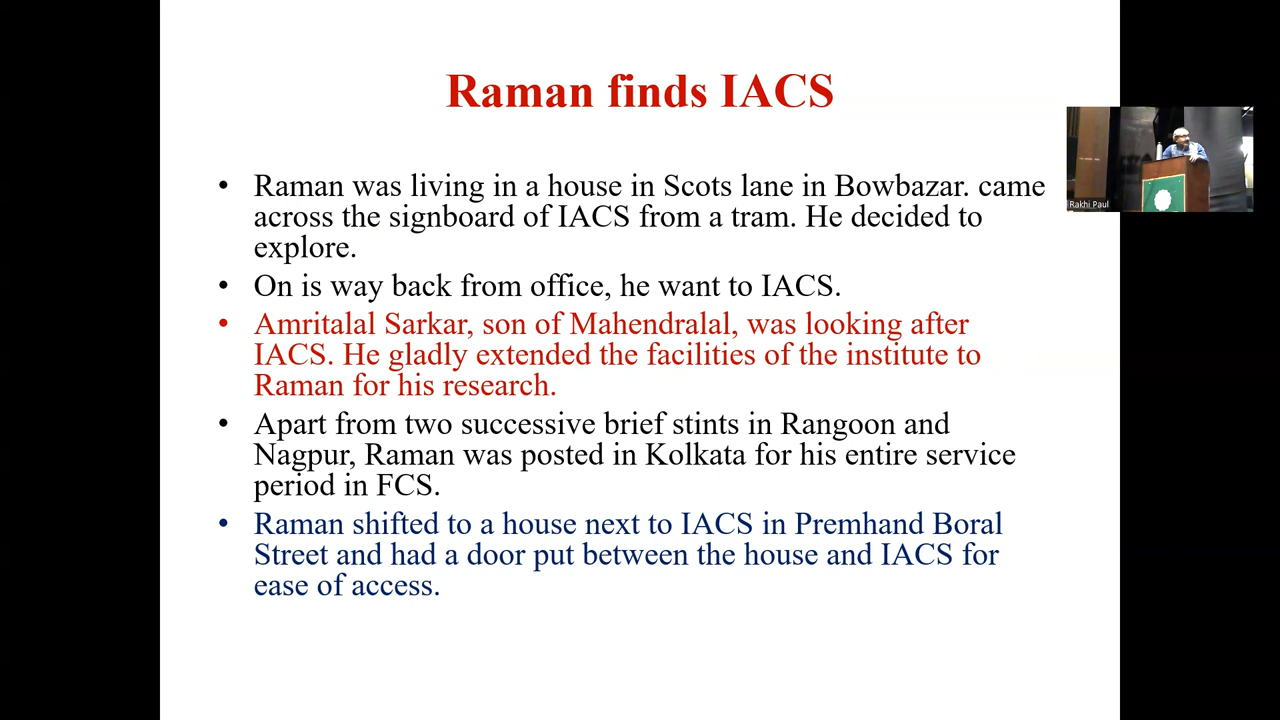 Raman finds IACS
• Raman was living in a house in Scots lane in Bowbazar. came
across the signboard of IACS from a tram. He decided to
explore.
• On is way back from office, he want to IACS.
• Amritalal Sarkar, son of Mahendralal, was looking after
IACS. He gladly extended the facilities of the institute to
Raman for his research.
• Apart from two successive brief stints in Rangoon and
Nagpur, Raman was posted in Kolkata for his entire service
period in FCS.
• Raman shifted to a house next to IACS in Premhand Boral
Street and had a door put between the house and IACS for
ease of access.
Rakhi Paul